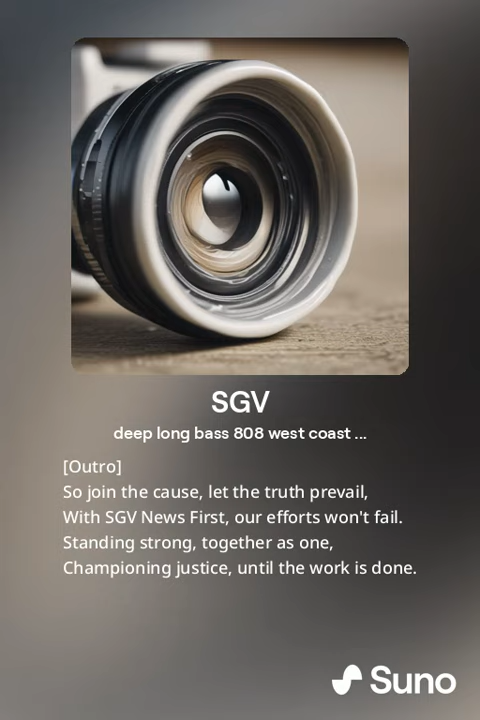 SGV
deep long bass 808 west coast ...
[Outro]
So join the cause, let the truth prevail,
With SGV News First, our efforts won't fail.
Standing strong, together as one,
Championing justice, until the work is done.
Suno